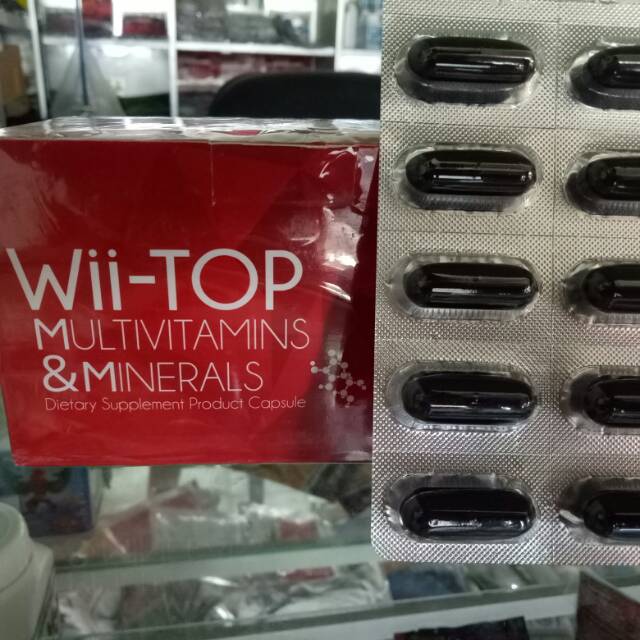 Wii-TOP
MULTIVITAMINS
&MINERALS
Dietary Supplement Product Capsule